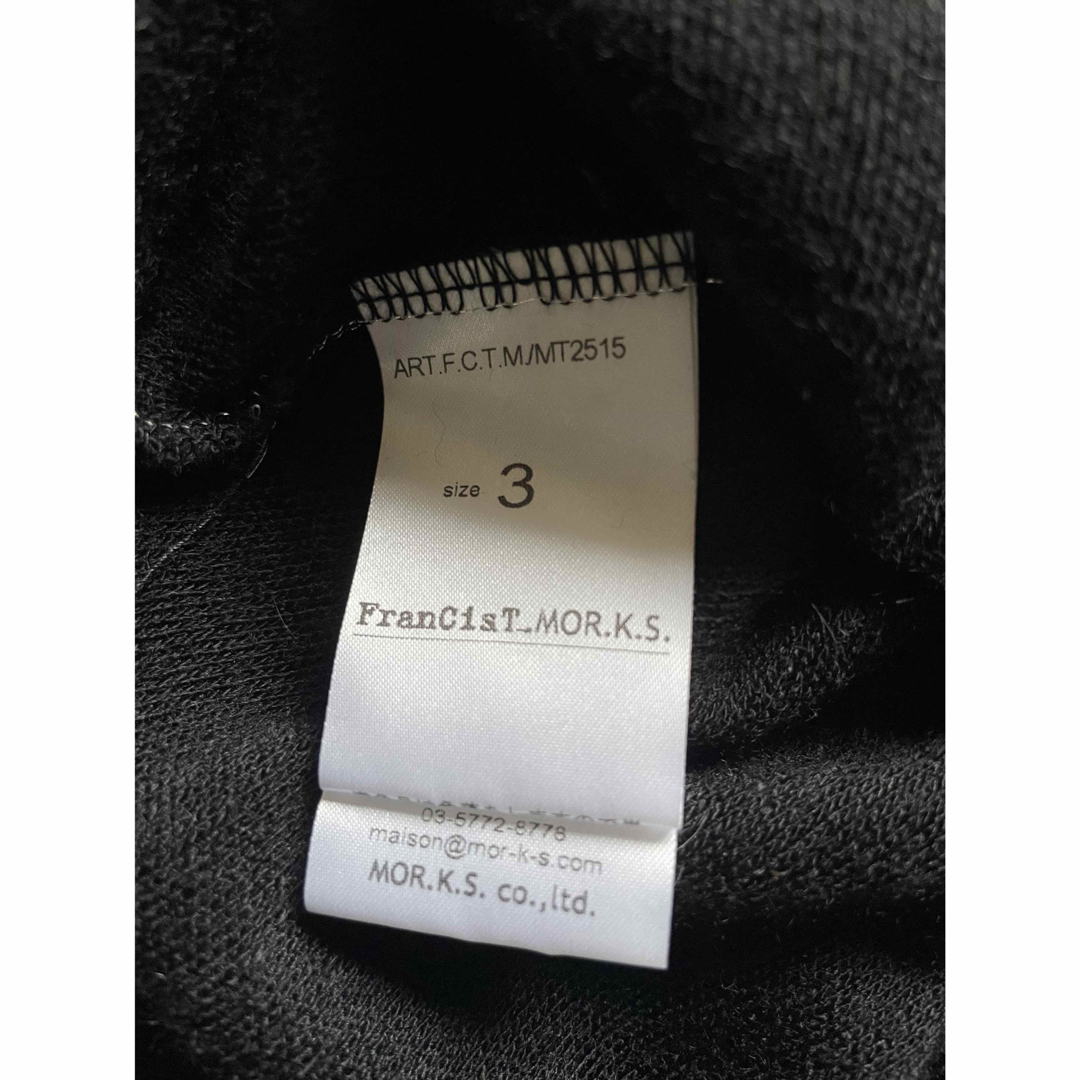 ART.F.C.T.M./MT2515
size 3
FranCisT_MOR.K.S.
03-5772-8778
maison@mor-k-s.com
MOR.K.S. co.,ltd.